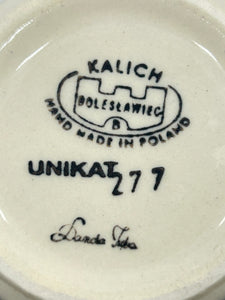 KALICH
BOLESŁAWIEC
B
HAND MADE IN POLAND
UNIKAT 277